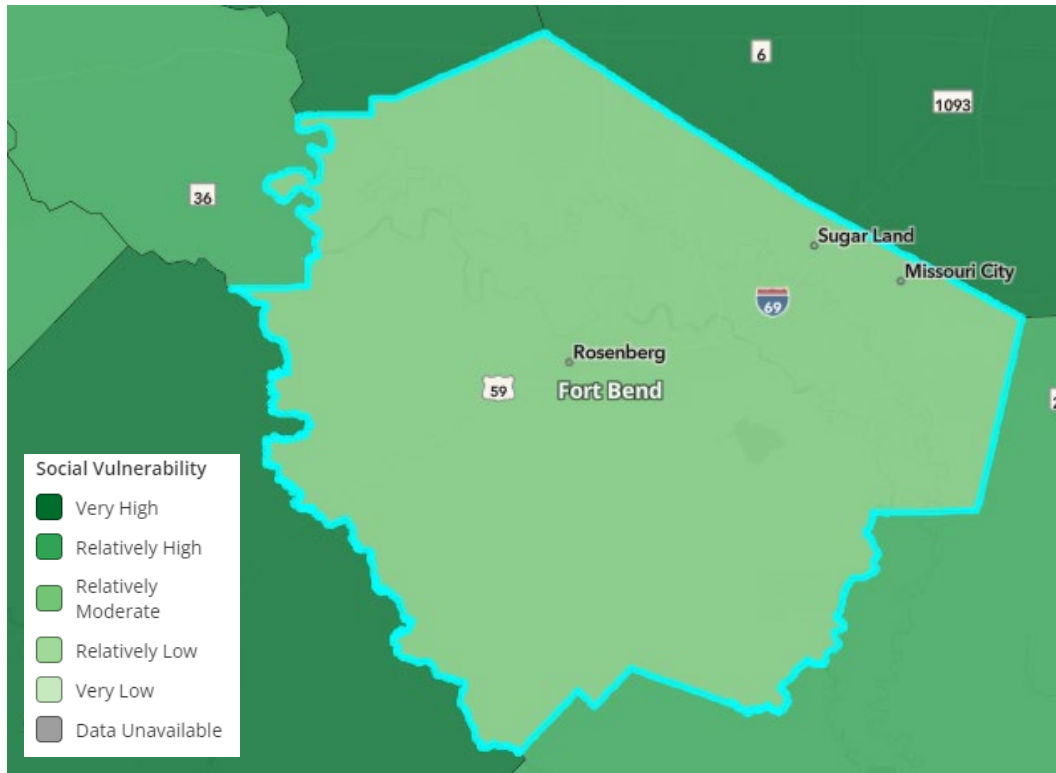 6
1093
36
Sugar Land
Missouri City
69
Rosenberg
59
Fort Bend
Social Vulnerability
Very High
Relatively High
Relatively
Moderate
Relatively Low
Very Low
Data Unavailable